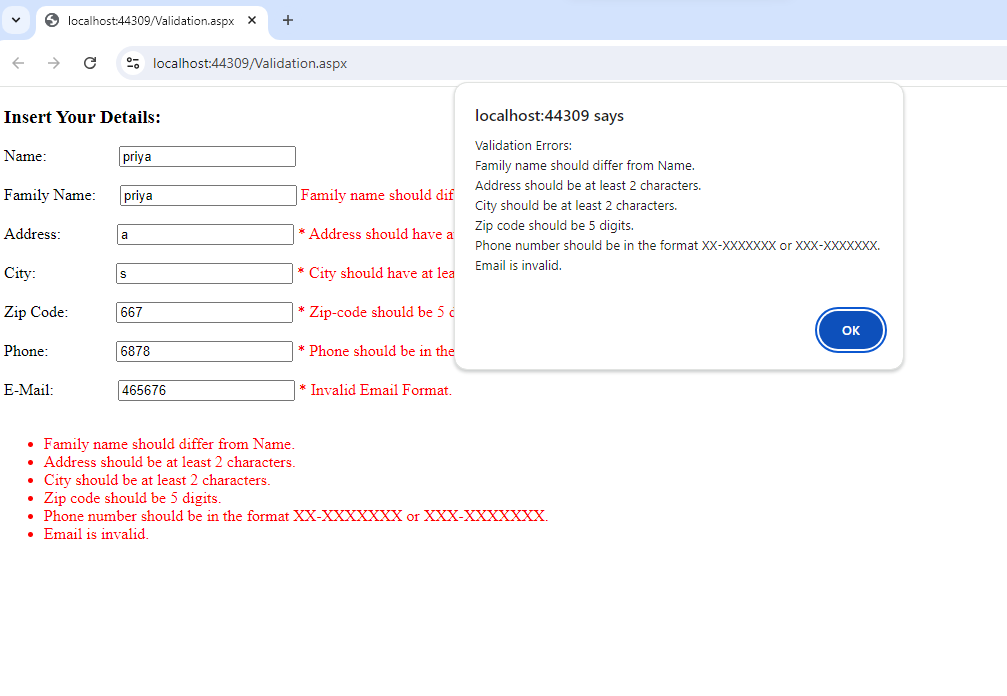 localhost:44309/Validation.aspx
localhost:44309/Validation.aspx
localhost:44309 says
Validation Errors:
Family name should differ from Name.
Address should be at least 2 characters.
City should be at least 2 characters.
Zip code should be 5 digits.
Phone number should be in the format XX-XXXXXXX or XXX-XXXXXXX.
Email is invalid.
OK
Insert Your Details:
Name: priya
Family Name: priya Family name should dif
Address: a * Address should have a
City: s * City should have at lea
Zip Code: 667 * Zip-code should be 5 d
Phone: 6878 * Phone should be in the
E-Mail: 465676 * Invalid Email Format.
• Family name should differ from Name.
• Address should be at least 2 characters.
• City should be at least 2 characters.
• Zip code should be 5 digits.
• Phone number should be in the format XX-XXXXXXX or XXX-XXXXXXX.
• Email is invalid.